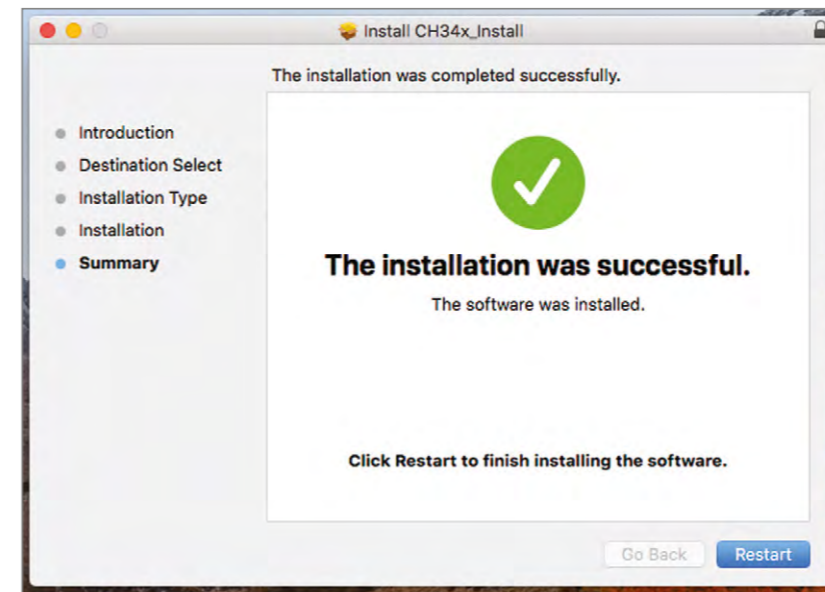 Install CH34x_Install
The installation was completed successfully.
Introduction
Destination Select
Installation Type
Installation
Summary
The installation was successful.
The software was installed.
Click Restart to finish installing the software.
Go Back
Restart